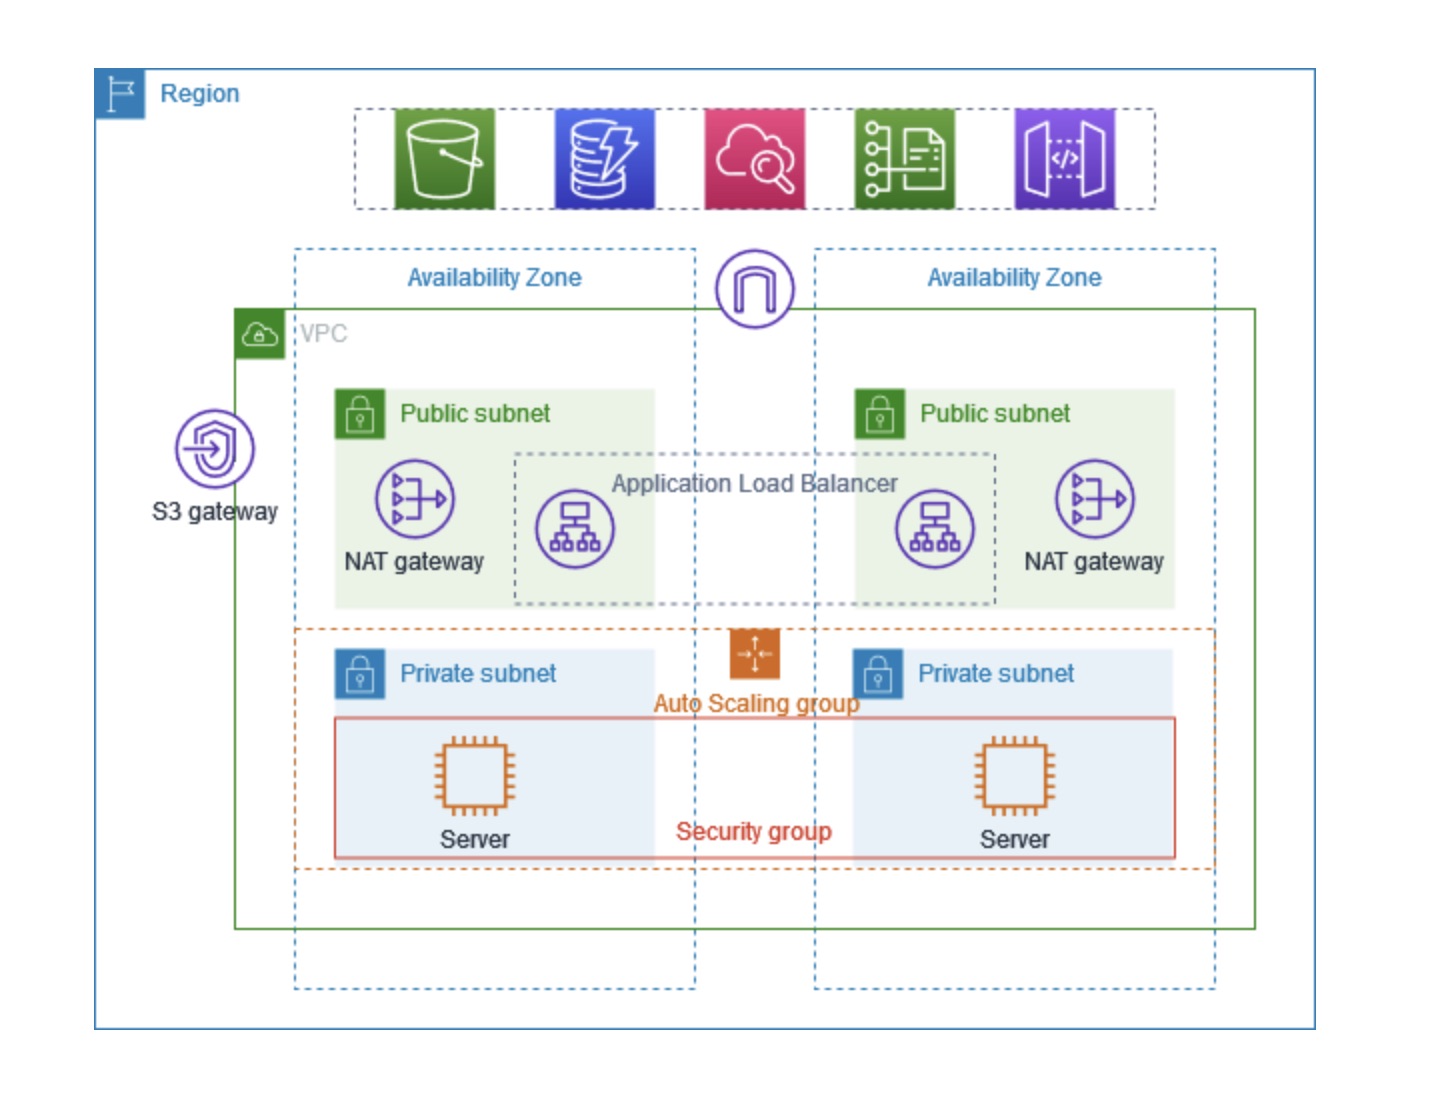 Region
Availability Zone
Availability Zone
VPC
Public subnet
Public subnet
Application Load Balancer
S3 gateway
NAT gateway
NAT gateway
Private subnet
Private subnet
Auto Scaling group
Security group
Server
Server